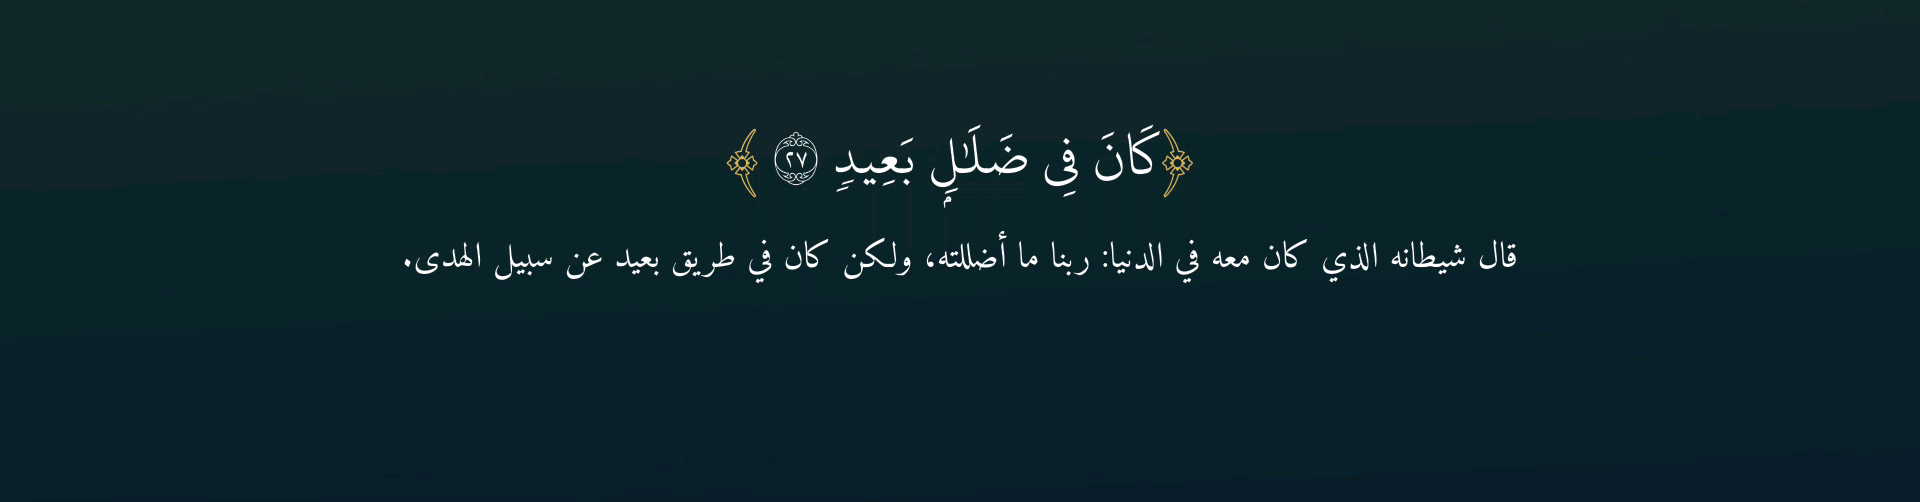 ﴿كَانَ فِى ضَلَـٰلٍۭ بَعِيدٍۢ ٢٧﴾
قال شيطانه الذي كان معه في الدنيا: ربنا ما أضللته، ولكن كان في طريق بعيد عن سبيل الهدى.